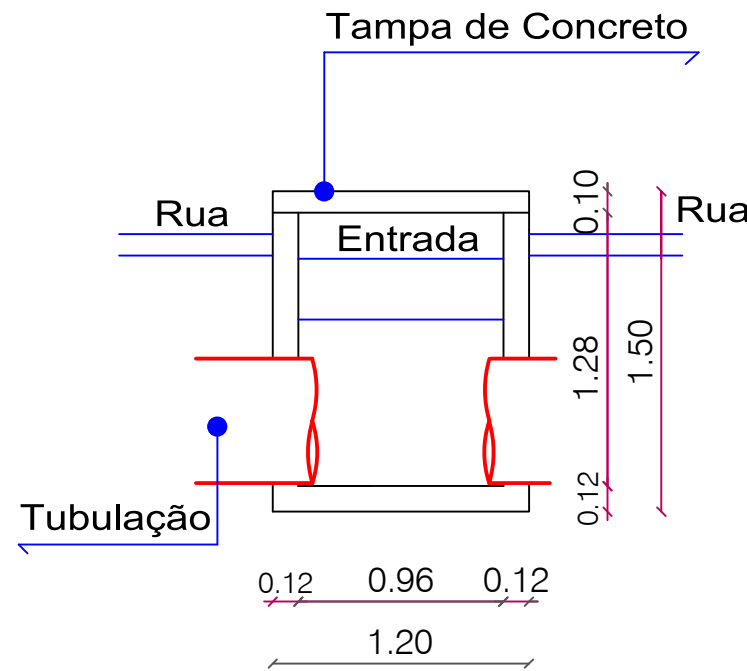 Tampa de Concreto
Rua
Entrada
Rua
0.10
1.28
1.50
0.12
Tubulação
0.12
0.96
0.12
1.20